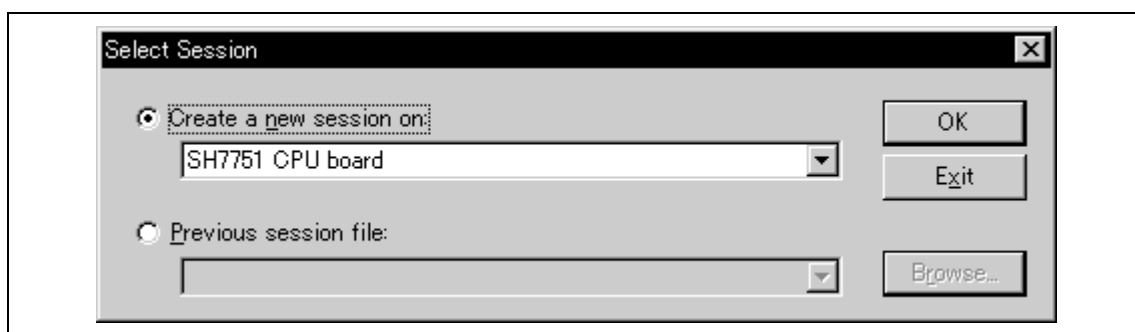 Select Session
Create a new session on:
OK
SH7751 CPU board
Exit
Previous session file:
Browse...